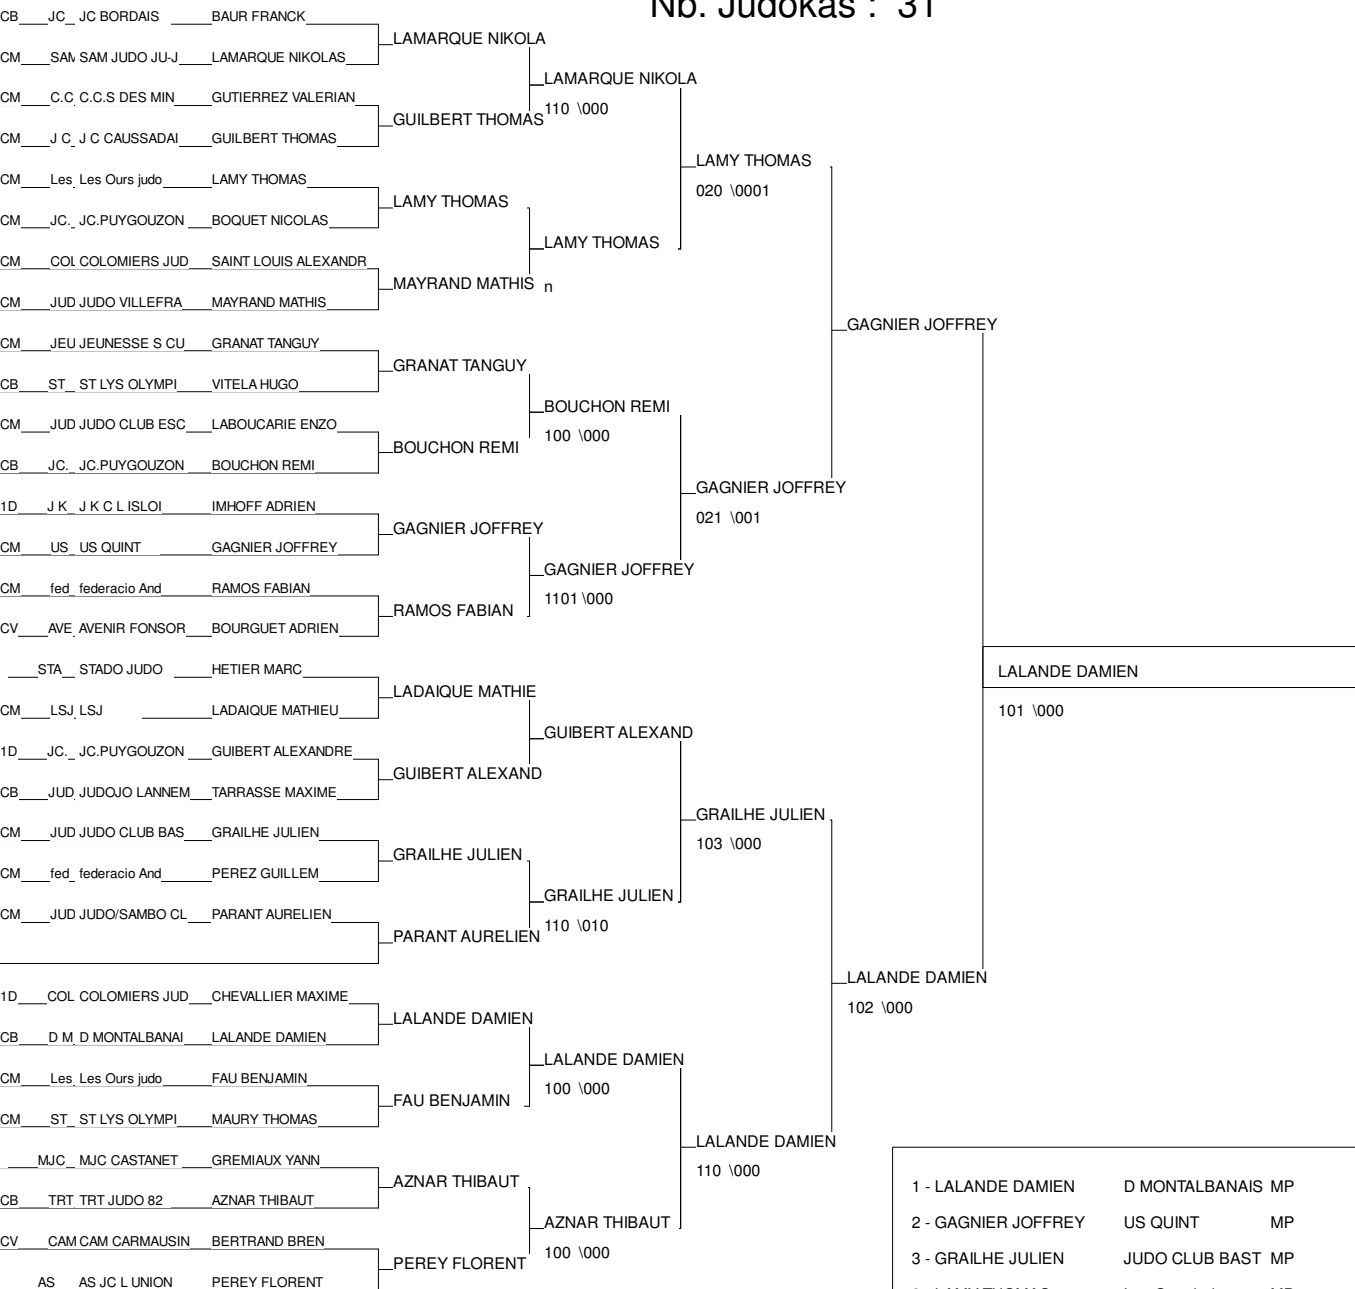 Nb. Judokas : 31
CB JC JC BORDAIS BAUR FRANCK
LAMARQUE NIKOLA
CM SAM SAM JUDO JU-J LAMARQUE NIKOLAS
LAMARQUE NIKOLA
CM C.C C.C.S DES MIN GUTIERREZ VALERIAN
110 \000
GUILBERT THOMAS
CM J C J C CAUSSADAI GUILBERT THOMAS
LAMY THOMAS
CM Les Les Ours judo LAMY THOMAS
020 \0001
LAMY THOMAS
CM JC. JC.PUYGOUZON BOQUET NICOLAS
LAMY THOMAS
CM COL COLOMIERS JUD SAINT LOUIS ALEXANDR
MAYRAND MATHIS n
CM JUD JUDO VILLEFRA MAYRAND MATHIS
GAGNIER JOFFREY
CM JEU JEUNESSE S CU GRANAT TANGUY
GRANAT TANGUY
CB ST ST LYS OLYMPI VITELA HUGO
BOUCHON REMI
CM JUD JUDO CLUB ESC LABOUCARIE ENZO
100 \000
BOUCHON REMI
CB JC. JC.PUYGOUZON BOUCHON REMI
GAGNIER JOFFREY
1D J K J K C L ISLOI IMHOFF ADRIEN
021 \001
GAGNIER JOFFREY
CM US US QUINT GAGNIER JOFFREY
GAGNIER JOFFREY
CM fed federacio And RAMOS FABIAN
1101 \000
RAMOS FABIAN
CV AVE AVENIR FONSOR BOURGUET ADRIEN
STA STADO JUDO HETIER MARC
LALANDE DAMIEN
LADAIQUE MATHIE
CM LSJ LSJ LADAIQUE MATHIEU
101 \000
GUIBERT ALEXAND
1D JC. JC.PUYGOUZON GUIBERT ALEXANDRE
GUIBERT ALEXAND
CB JUD JUDOJO LANNEM TARRASSE MAXIME
GRAILHE JULIEN
CM JUD JUDO CLUB BAS GRAILHE JULIEN
103 \000
GRAILHE JULIEN
CM fed federacio And PEREZ GUILLEM
GRAILHE JULIEN
CM JUD JUDO/SAMBO CL PARANT AURELIEN
110 \010
PARANT AURELIEN
LALANDE DAMIEN
1D COL COLOMIERS JUD CHEVALLIER MAXIME
102 \000
LALANDE DAMIEN
CB D M D MONTALBANAI LALANDE DAMIEN
LALANDE DAMIEN
CM Les Les Ours judo FAU BENJAMIN
100 \000
FAU BENJAMIN
CM ST ST LYS OLYMPI MAURY THOMAS
LALANDE DAMIEN
MJC MJC CASTANET GREMIAUX YANN
110 \000
AZNAR THIBAUT
CB TRT TRT JUDO 82 AZNAR THIBAUT
AZNAR THIBAUT
CV CAM CAM CARMAUSIN BERTRAND BREN
100 \000
PEREY FLORENT
AS AS JC L UNION PEREY FLORENT
1 - LALANDE DAMIEN D MONTALBANAIS MP
2 - GAGNIER JOFFREY US QUINT MP
3 - GRAILHE JULIEN JUDO CLUB BAST MP